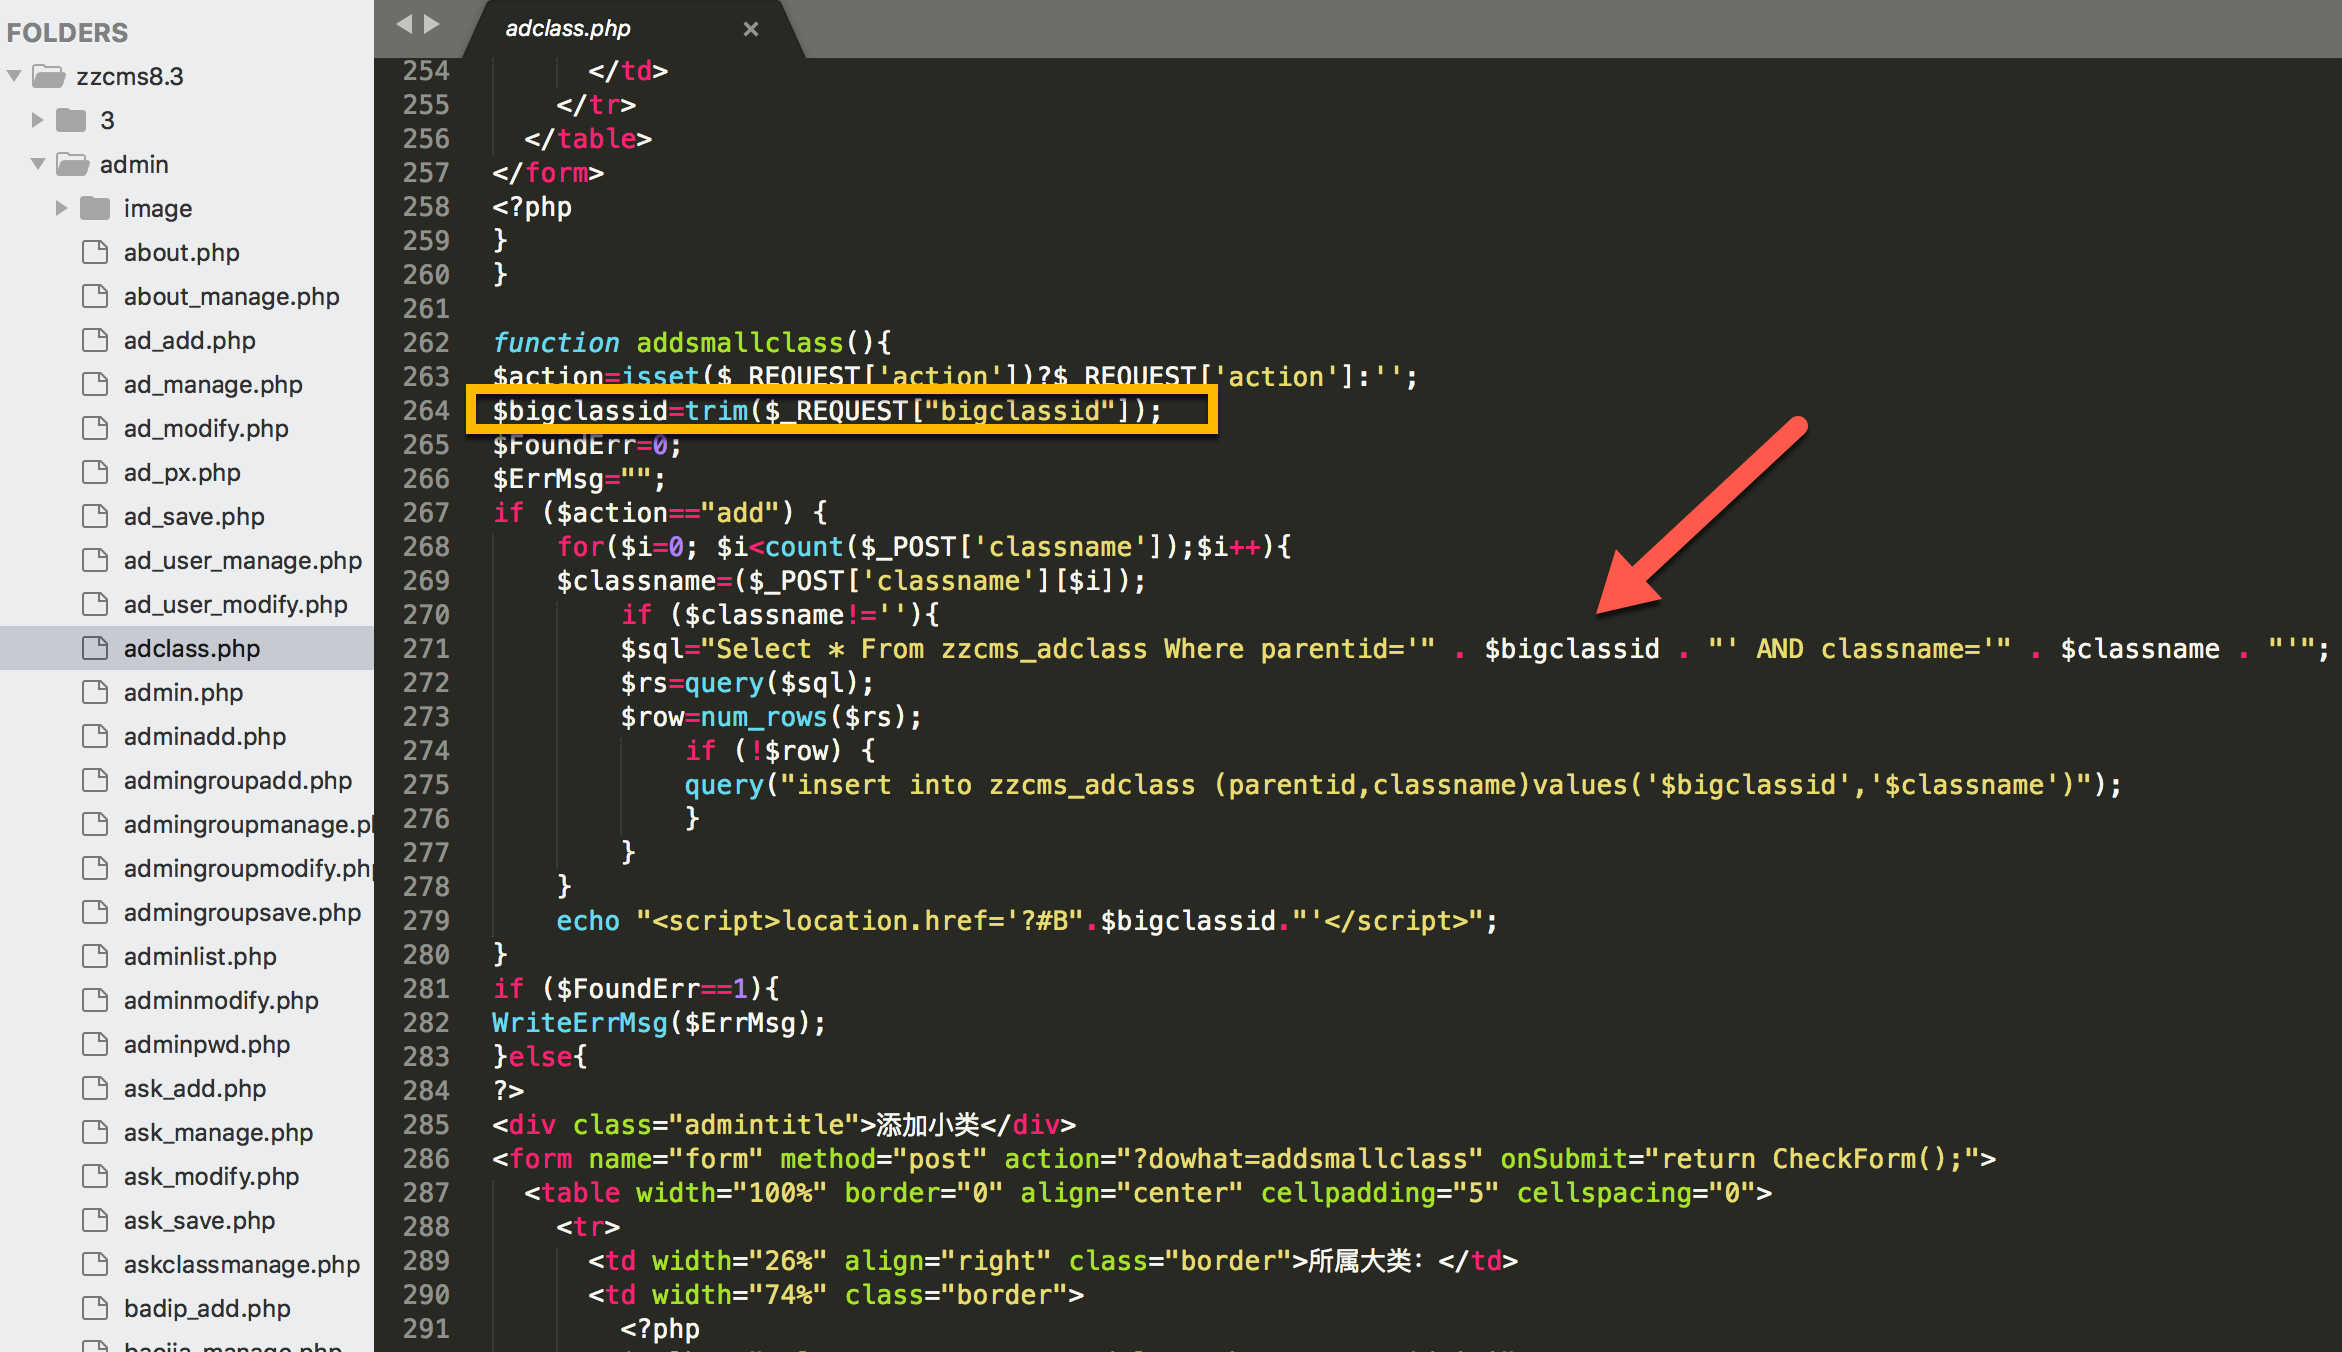 FOLDERS
zzcms8.3
3
admin
image
about.php
about_manage.php
ad_add.php
ad_manage.php
ad_modify.php
ad_px.php
ad_save.php
ad_user_manage.php
ad_user_modify.php
adclass.php
admin.php
adminadd.php
admingroupadd.php
admingroupmanage.pl
admingroupmodify.php
admingroupsave.php
adminlist.php
adminmodify.php
adminpwd.php
ask_add.php
ask_manage.php
ask_modify.php
ask_save.php
askclassmanage.php
badip_add.php
adclass.php ×
254 </td>
255 </tr>
256 </table>
257 </form>
258 <?php
259 }
260 }
261
262 function addsmallclass(){
263 $action=isset($_REQUEST['action'])?$_REQUEST['action']:'';
264 $bigclassid=trim($_REQUEST["bigclassid"]);
265 $FoundErr=0;
266 $ErrMsg="";
267 if ($action=="add") {
268 for($i=0; $i<count($_POST['classname']);$i++){
269 $classname=($_POST['classname'][$i]);
270 if ($classname!=''){
271 $sql="Select * From zzcms_adclass Where parentid='" . $bigclassid . "' AND classname='" . $classname . "'";
272 $rs=query($sql);
273 $row=num_rows($rs);
274 if (!$row) {
275 query("insert into zzcms_adclass (parentid,classname)values('$bigclassid','$classname')");
276 }
277 }
278 }
279 echo "<script>location.href='?#B".$bigclassid."'</script>";
280 }
281 if ($FoundErr==1){
282 WriteErrMsg($ErrMsg);
283 }else{
284 ?>
285 <div class="admintitle">添加小类</div>
286 <form name="form" method="post" action="?dowhat=addsmallclass" onSubmit="return CheckForm();">
287 <table width="100%" border="0" align="center" cellpadding="5" cellspacing="0">
288 <tr>
289 <td width="26%" align="right" class="border">所属大类：</td>
290 <td width="74%" class="border">
291 <?php